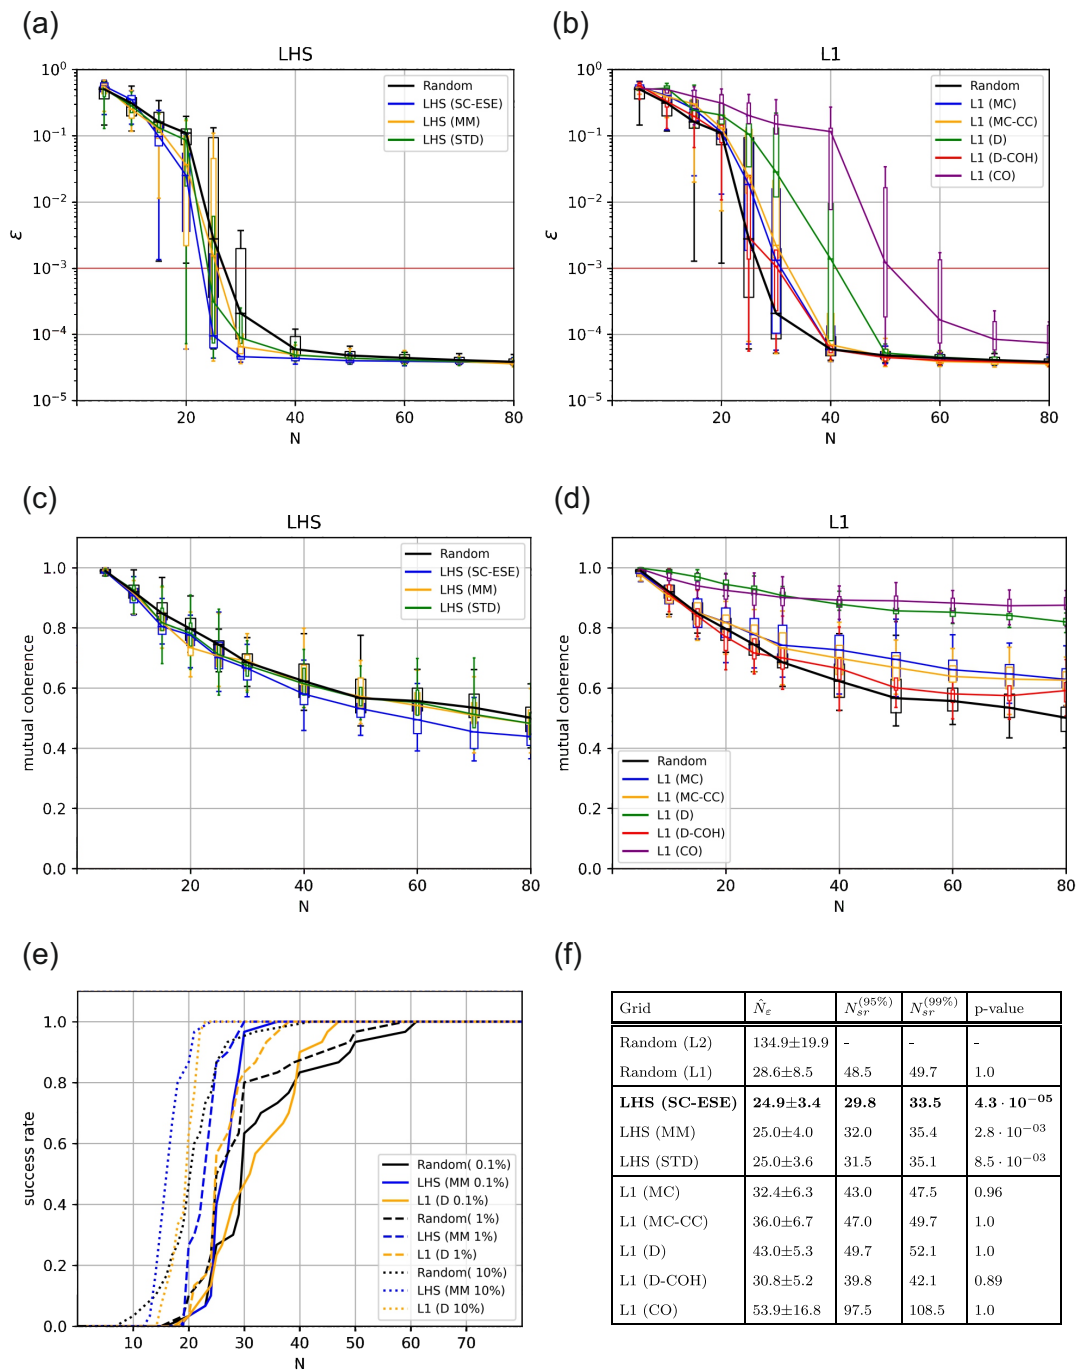 (a)
LHS
10⁰
10⁻¹
10⁻²
10⁻³
10⁻⁴
10⁻⁵
ε
20
40
60
80
N
Random
LHS (SC-ESE)
LHS (MM)
LHS (STD)
(b)
L1
10⁰
10⁻¹
10⁻²
10⁻³
10⁻⁴
10⁻⁵
ε
20
40
60
80
N
Random
L1 (MC)
L1 (MC-CC)
L1 (D)
L1 (D-COH)
L1 (CO)
(c)
LHS
1.0
0.8
0.6
0.4
0.2
0.0
mutual coherence
20
40
60
80
N
Random
LHS (SC-ESE)
LHS (MM)
LHS (STD)
(d)
L1
1.0
0.8
0.6
0.4
0.2
0.0
mutual coherence
20
40
60
80
N
Random
L1 (MC)
L1 (MC-CC)
L1 (D)
L1 (D-COH)
L1 (CO)
(e)
1.0
0.8
0.6
0.4
0.2
0.0
success rate
10
20
30
40
50
60
70
N
Random( 0.1%)
LHS (MM 0.1%)
L1 (D 0.1%)
Random( 1%)
LHS (MM 1%)
L1 (D 1%)
Random( 10%)
LHS (MM 10%)
L1 (D 10%)
(f)
Grid N̂ε Nsr(95%) Nsr(99%) p-value
Random (L2) 134.9±19.9 - - -
Random (L1) 28.6±8.5 48.5 49.7 1.0
LHS (SC-ESE) 24.9±3.4 29.8 33.5 4.3 · 10⁻⁰⁵
LHS (MM) 25.0±4.0 32.0 35.4 2.8 · 10⁻⁰³
LHS (STD) 25.0±3.6 31.5 35.1 8.5 · 10⁻⁰³
L1 (MC) 32.4±6.3 43.0 47.5 0.96
L1 (MC-CC) 36.0±6.7 47.0 49.7 1.0
L1 (D) 43.0±5.3 49.7 52.1 1.0
L1 (D-COH) 30.8±5.2 39.8 42.1 0.89
L1 (CO) 53.9±16.8 97.5 108.5 1.0